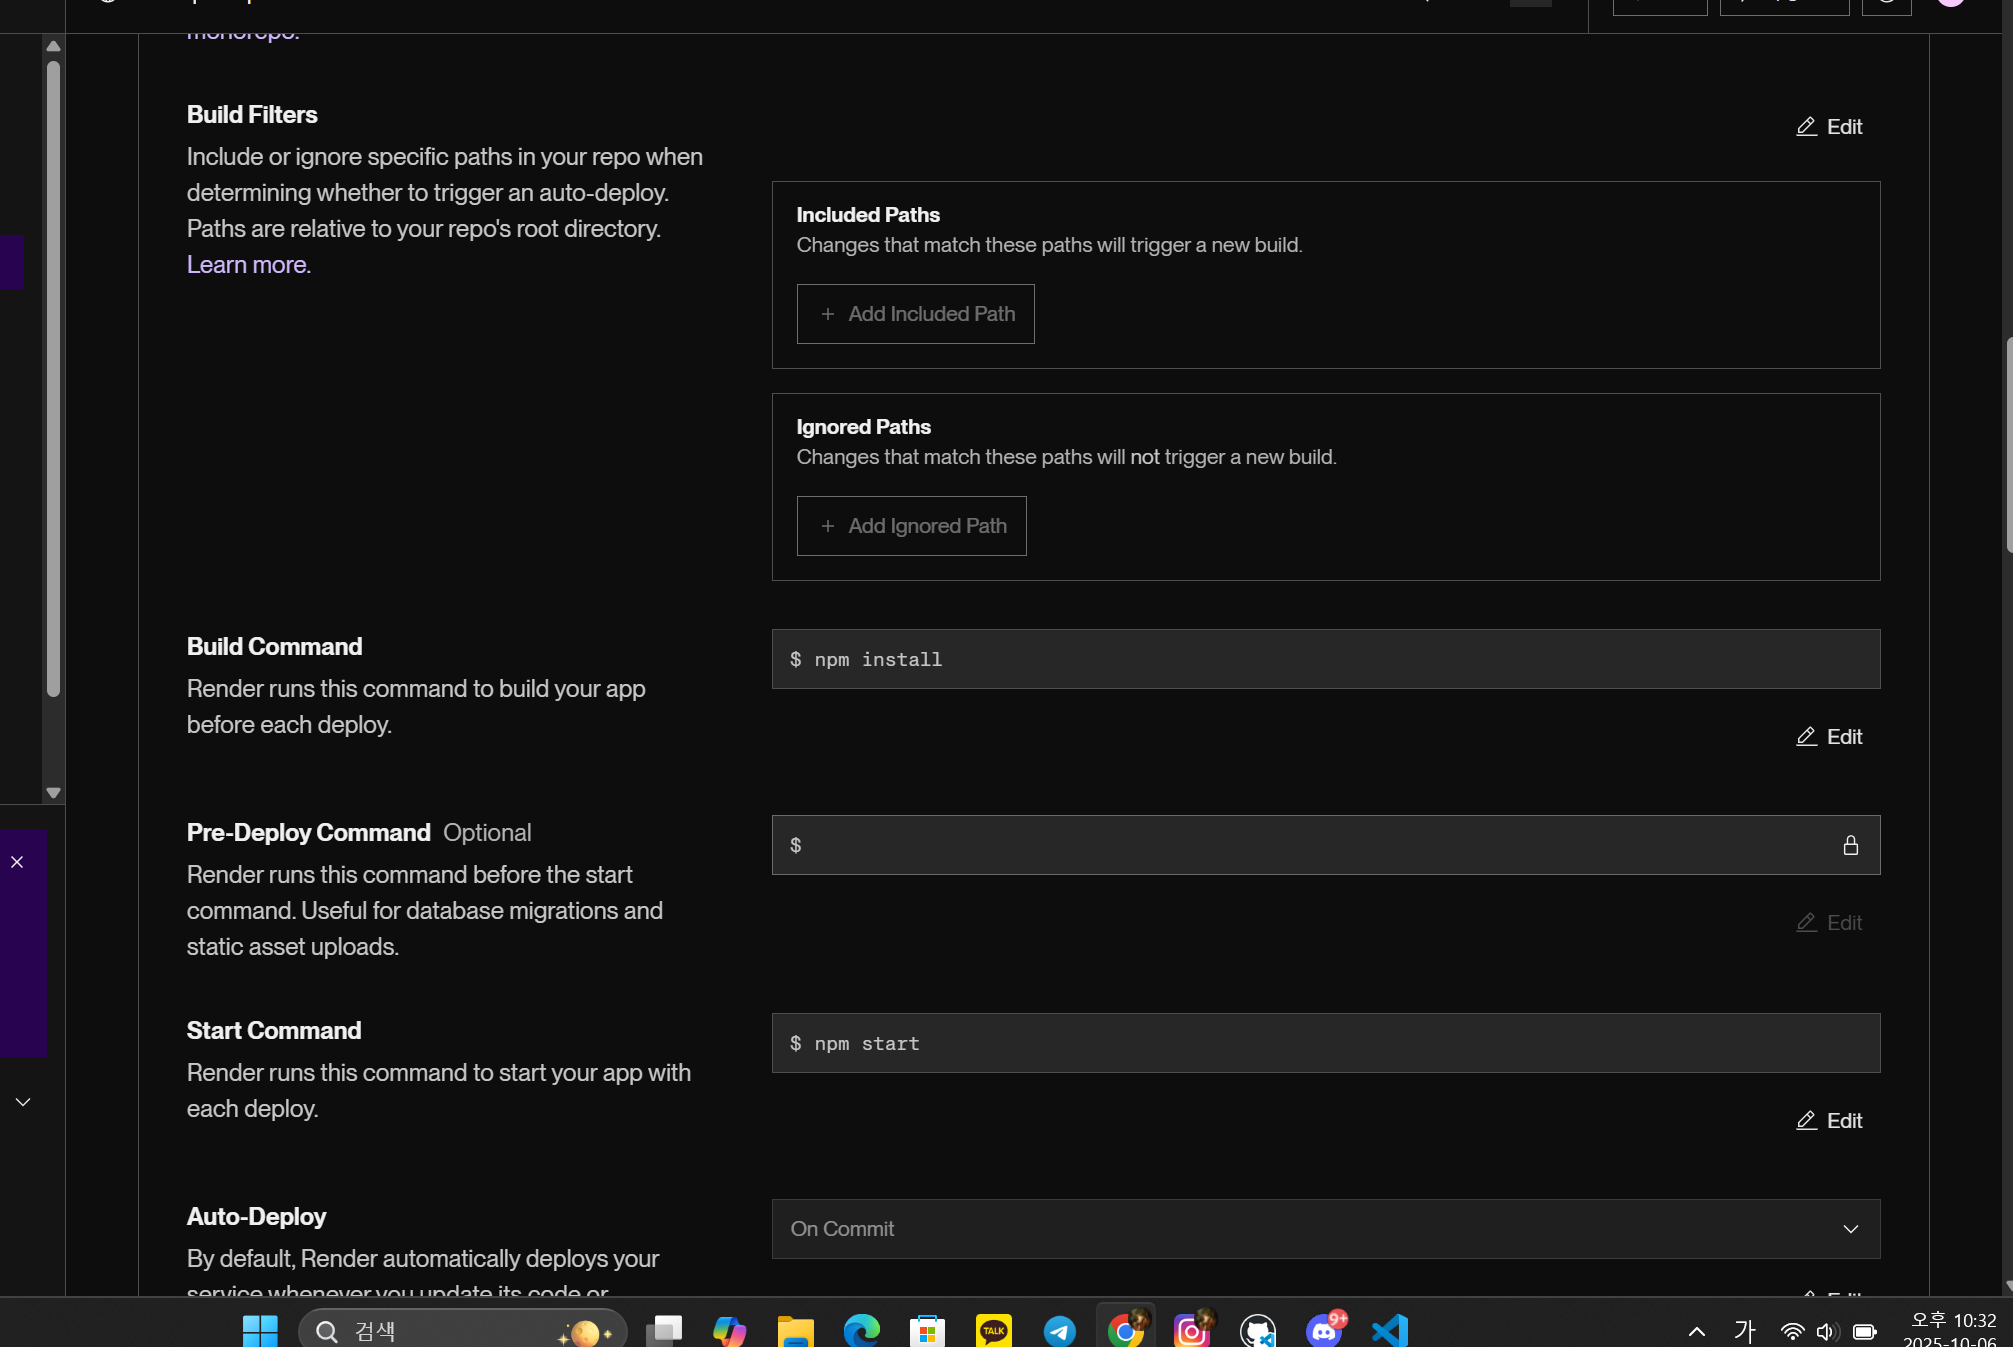 monorepo.
Build Filters
Edit
Include or ignore specific paths in your repo when
determining whether to trigger an auto-deploy.
Paths are relative to your repo's root directory.
Learn more.
Included Paths
Changes that match these paths will trigger a new build.
+ Add Included Path
Ignored Paths
Changes that match these paths will not trigger a new build.
+ Add Ignored Path
Build Command
Render runs this command to build your app
before each deploy.
$ npm install
Edit
Pre-Deploy Command Optional
Render runs this command before the start
command. Useful for database migrations and
static asset uploads.
$
Edit
Start Command
Render runs this command to start your app with
each deploy.
$ npm start
Edit
Auto-Deploy
By default, Render automatically deploys your
service whenever you update its code or
On Commit
Edit
검색
TALK
9+
가
오후 10:32
2025-10-06